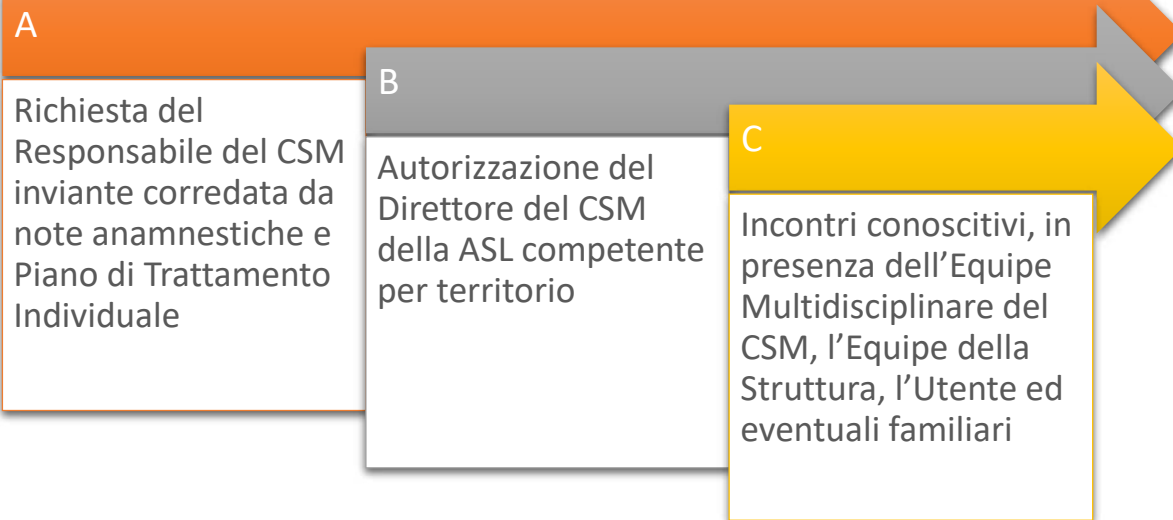 A
Richiesta del
Responsabile del CSM
inviante corredata da
note anamnestiche e
Piano di Trattamento
Individuale
B
Autorizzazione del
Direttore del CSM
della ASL competente
per territorio
C
Incontri conoscitivi, in
presenza dell’Equipe
Multidisciplinare del
CSM, l’Equipe della
Struttura, l’Utente ed
eventuali familiari